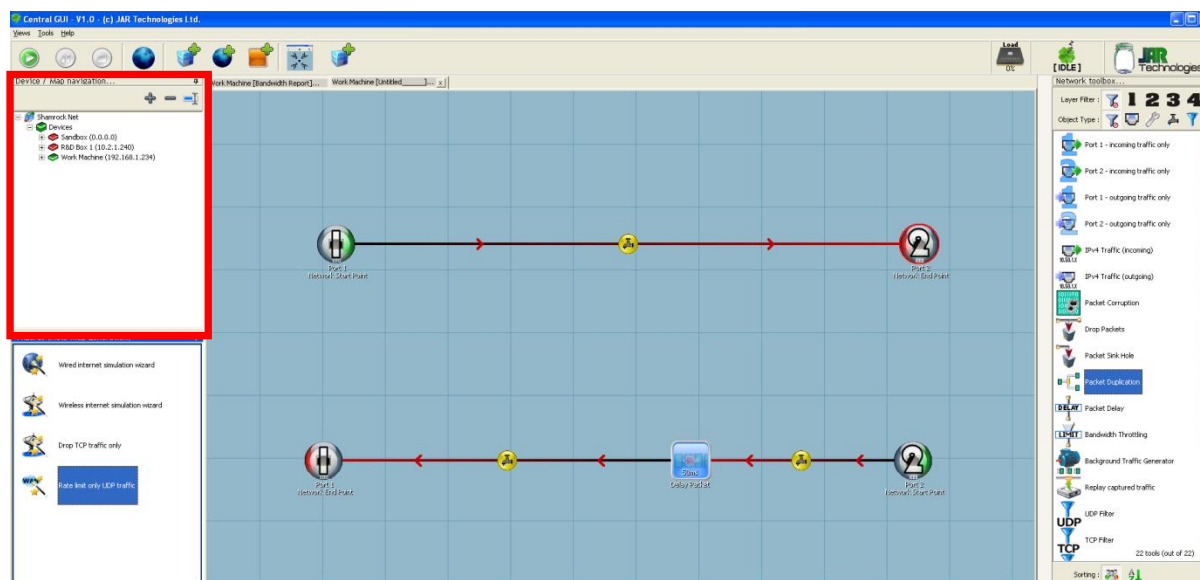 Central GUI - V1.0 - (c) JAR Technologies Ltd.
Views Tools Help
Load
0%
[IDLE]
JAR
Technologies
Device / Map navigation...
Shamrock Net
Devices
Sandbox (0.0.0.0)
R&D Box 1 (10.2.1.240)
Work Machine (192.168.1.234)
Work Machine [Bandwidth Report]...
Work Machine [Untitled_____]... x
Port 1
Network Start Point
Port 2
Network End Point
Port 1
Network End Point
50ms
Delay Packet
Port 2
Network Start Point
Wired internet simulation wizard
Wireless internet simulation wizard
Drop TCP traffic only
Rate limit only UDP traffic
Network toolbox...
Layer Filter : 1 2 3 4
Object Type :
1 Port 1 - incoming traffic only
2 Port 2 - incoming traffic only
1 Port 1 - outgoing traffic only
2 Port 2 - outgoing traffic only
IPv4 Traffic (incoming)
IPv4 Traffic (outgoing)
Packet Corruption
Drop Packets
Packet Sink Hole
Packet Duplication
DELAY Packet Delay
LIMIT Bandwidth Throttling
Background Traffic Generator
Replay captured traffic
UDP UDP Filter
TCP TCP Filter
22 tools (out of 22)
Sorting :